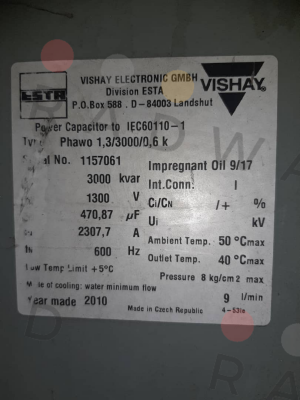 ESTA
VISHAY ELECTRONIC GMBH
Division ESTA
P.O.Box 588 . D-84003 Landshut
VISHAY
Power Capacitor to IEC60110-1
Phawo 1,3/3000/0,6 k
No. 1157061
Impregnant Oil 9/17
3000 kvar
Int.Conn: I
1300 V
Ci/CN /+ %
470,87 µF
Ui kV
2307,7 A
Ambient Temp. 50 °Cmax
600 Hz
Outlet Temp. 40 °Cmax
Low Temp Limit +5°C
Pressure 8 kg/cm2 max
of cooling: water minimum flow
9 l/min
Year made 2010
Made in Czech Republic